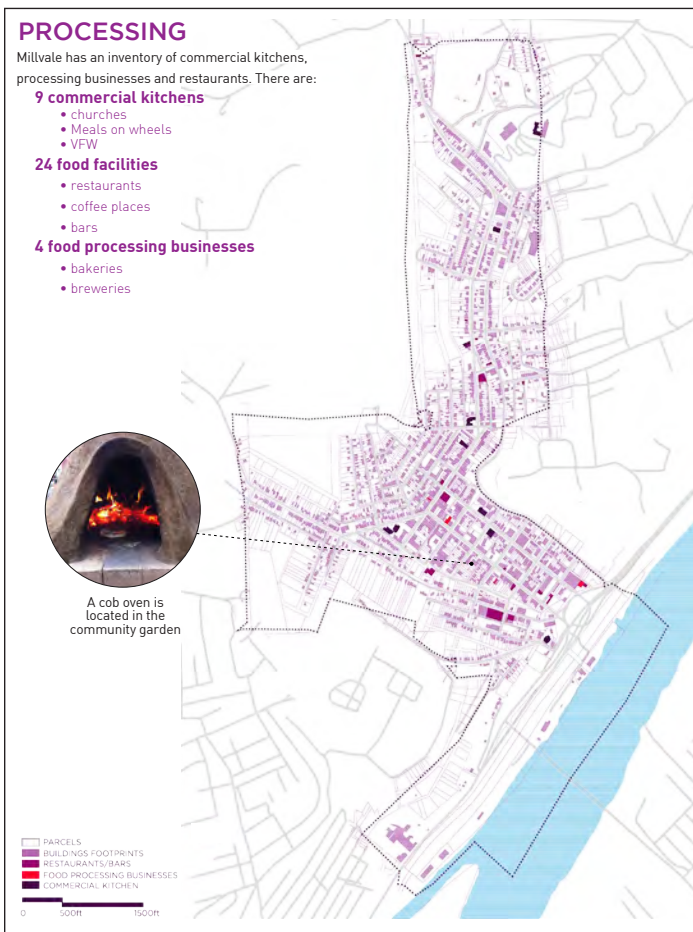 PROCESSING
Millvale has an inventory of commercial kitchens,
processing businesses and restaurants. There are:
9 commercial kitchens
• churches
• Meals on wheels
• VFW
24 food facilities
• restaurants
• coffee places
• bars
4 food processing businesses
• bakeries
• breweries
A cob oven is
located in the
community garden
PARCELS
BUILDINGS FOOTPRINTS
RESTAURANTS/BARS
FOOD PROCESSING BUSINESSES
COMMERCIAL KITCHEN
0 500ft 1500ft